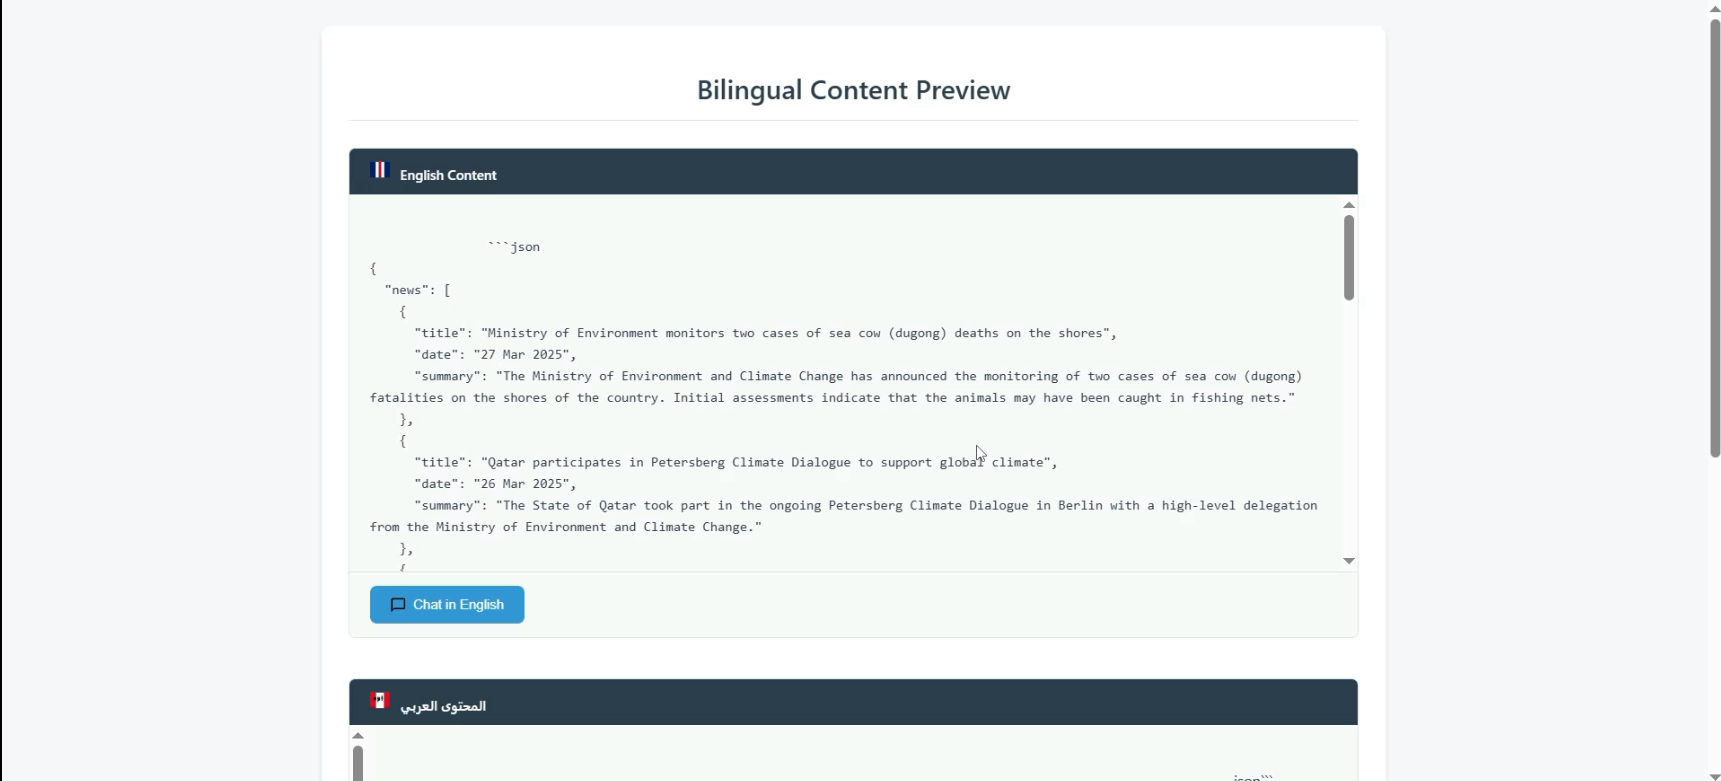 Bilingual Content Preview
English Content
```json
{
"news": [
{
"title": "Ministry of Environment monitors two cases of sea cow (dugong) deaths on the shores",
"date": "27 Mar 2025",
"summary": "The Ministry of Environment and Climate Change has announced the monitoring of two cases of sea cow (dugong)
fatalities on the shores of the country. Initial assessments indicate that the animals may have been caught in fishing nets."
},
{
"title": "Qatar participates in Petersberg Climate Dialogue to support global climate",
"date": "26 Mar 2025",
"summary": "The State of Qatar took part in the ongoing Petersberg Climate Dialogue in Berlin with a high-level delegation
from the Ministry of Environment and Climate Change."
},
{
Chat in English
المحتوى العربي
json```